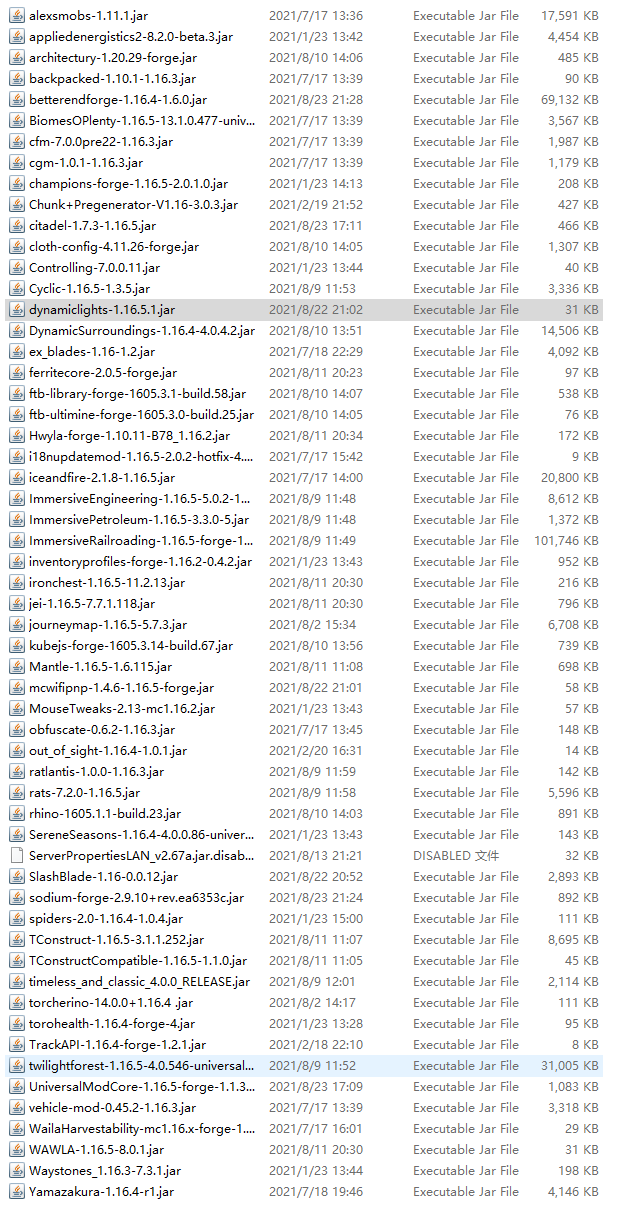 alexsmobs-1.11.1.jar 2021/7/17 13:36 Executable Jar File 17,591 KB
appliedenergistics2-8.2.0-beta.3.jar 2021/1/23 13:42 Executable Jar File 4,454 KB
architectury-1.20.29-forge.jar 2021/8/10 14:06 Executable Jar File 485 KB
backpacked-1.10.1-1.16.3.jar 2021/7/17 13:39 Executable Jar File 90 KB
betterendforge-1.16.4-1.6.0.jar 2021/8/23 21:28 Executable Jar File 69,132 KB
BiomesOPlenty-1.16.5-13.1.0.477-univ... 2021/7/17 13:39 Executable Jar File 3,567 KB
cfm-7.0.0pre22-1.16.3.jar 2021/7/17 13:39 Executable Jar File 1,987 KB
cgm-1.0.1-1.16.3.jar 2021/7/17 13:39 Executable Jar File 1,179 KB
champions-forge-1.16.5-2.0.1.0.jar 2021/1/23 14:13 Executable Jar File 208 KB
Chunk+Pregenerator-V1.16-3.0.3.jar 2021/2/19 21:52 Executable Jar File 427 KB
citadel-1.7.3-1.16.5.jar 2021/8/23 17:11 Executable Jar File 466 KB
cloth-config-4.11.26-forge.jar 2021/8/10 14:05 Executable Jar File 1,307 KB
Controlling-7.0.0.11.jar 2021/1/23 13:44 Executable Jar File 40 KB
Cyclic-1.16.5-1.3.5.jar 2021/8/9 11:53 Executable Jar File 3,336 KB
dynamiclights-1.16.5.1.jar 2021/8/22 21:02 Executable Jar File 31 KB
DynamicSurroundings-1.16.4-4.0.4.2.jar 2021/8/10 13:51 Executable Jar File 14,506 KB
ex_blades-1.16-1.2.jar 2021/7/18 22:29 Executable Jar File 4,092 KB
ferritecore-2.0.5-forge.jar 2021/8/11 20:23 Executable Jar File 97 KB
ftb-library-forge-1605.3.1-build.58.jar 2021/8/10 14:07 Executable Jar File 538 KB
ftb-ultimine-forge-1605.3.0-build.25.jar 2021/8/10 14:05 Executable Jar File 76 KB
Hwyla-forge-1.10.11-B78_1.16.2.jar 2021/8/11 20:34 Executable Jar File 172 KB
i18nupdatemod-1.16.5-2.0.2-hotfix-4.... 2021/7/17 15:42 Executable Jar File 9 KB
iceandfire-2.1.8-1.16.5.jar 2021/7/17 14:00 Executable Jar File 20,800 KB
ImmersiveEngineering-1.16.5-5.0.2-1... 2021/8/9 11:48 Executable Jar File 8,612 KB
ImmersivePetroleum-1.16.5-3.3.0-5.jar 2021/8/9 11:48 Executable Jar File 1,372 KB
ImmersiveRailroading-1.16.5-forge-1... 2021/8/9 11:49 Executable Jar File 101,746 KB
inventoryprofiles-forge-1.16.2-0.4.2.jar 2021/1/23 13:43 Executable Jar File 952 KB
ironchest-1.16.5-11.2.13.jar 2021/8/11 20:30 Executable Jar File 216 KB
jei-1.16.5-7.7.1.118.jar 2021/8/11 20:30 Executable Jar File 796 KB
journeymap-1.16.5-5.7.3.jar 2021/8/2 15:34 Executable Jar File 6,708 KB
kubejs-forge-1605.3.14-build.67.jar 2021/8/10 13:56 Executable Jar File 739 KB
Mantle-1.16.5-1.6.115.jar 2021/8/11 11:08 Executable Jar File 698 KB
mcwifipnp-1.4.6-1.16.5-forge.jar 2021/8/22 21:01 Executable Jar File 58 KB
MouseTweaks-2.13-mc1.16.2.jar 2021/1/23 13:43 Executable Jar File 57 KB
obfuscate-0.6.2-1.16.3.jar 2021/7/17 13:45 Executable Jar File 148 KB
out_of_sight-1.16.4-1.0.1.jar 2021/2/20 16:31 Executable Jar File 14 KB
ratlantis-1.0.0-1.16.3.jar 2021/8/9 11:59 Executable Jar File 142 KB
rats-7.2.0-1.16.5.jar 2021/8/9 11:58 Executable Jar File 5,596 KB
rhino-1605.1.1-build.23.jar 2021/8/10 14:03 Executable Jar File 891 KB
SereneSeasons-1.16.4-4.0.0.86-univer... 2021/1/23 13:43 Executable Jar File 143 KB
ServerPropertiesLAN_v2.67a.jar.disab... 2021/8/13 21:21 DISABLED 文件 32 KB
SlashBlade-1.16-0.0.12.jar 2021/8/22 20:52 Executable Jar File 2,893 KB
sodium-forge-2.9.10+rev.ea6353c.jar 2021/8/23 21:24 Executable Jar File 892 KB
spiders-2.0-1.16.4-1.0.4.jar 2021/1/23 15:00 Executable Jar File 111 KB
TConstruct-1.16.5-3.1.1.252.jar 2021/8/11 11:07 Executable Jar File 8,695 KB
TConstructCompatible-1.16.5-1.1.0.jar 2021/8/11 11:05 Executable Jar File 45 KB
timeless_and_classic_4.0.0_RELEASE.jar 2021/8/9 12:01 Executable Jar File 2,114 KB
torcherino-14.0.0+1.16.4 .jar 2021/8/2 14:17 Executable Jar File 111 KB
torohealth-1.16.4-forge-4.jar 2021/1/23 13:28 Executable Jar File 95 KB
TrackAPI-1.16.4-forge-1.2.1.jar 2021/2/18 22:10 Executable Jar File 8 KB
twilightforest-1.16.5-4.0.546-universal... 2021/8/9 11:52 Executable Jar File 31,005 KB
UniversalModCore-1.16.5-forge-1.1.3... 2021/8/23 17:09 Executable Jar File 1,083 KB
vehicle-mod-0.45.2-1.16.3.jar 2021/7/17 13:39 Executable Jar File 3,318 KB
WailaHarvestability-mc1.16.x-forge-1.... 2021/7/17 16:01 Executable Jar File 29 KB
WAWLA-1.16.5-8.0.1.jar 2021/8/11 20:30 Executable Jar File 31 KB
Waystones_1.16.3-7.3.1.jar 2021/1/23 13:44 Executable Jar File 198 KB
Yamazakura-1.16.4-r1.jar 2021/7/18 19:46 Executable Jar File 4,146 KB